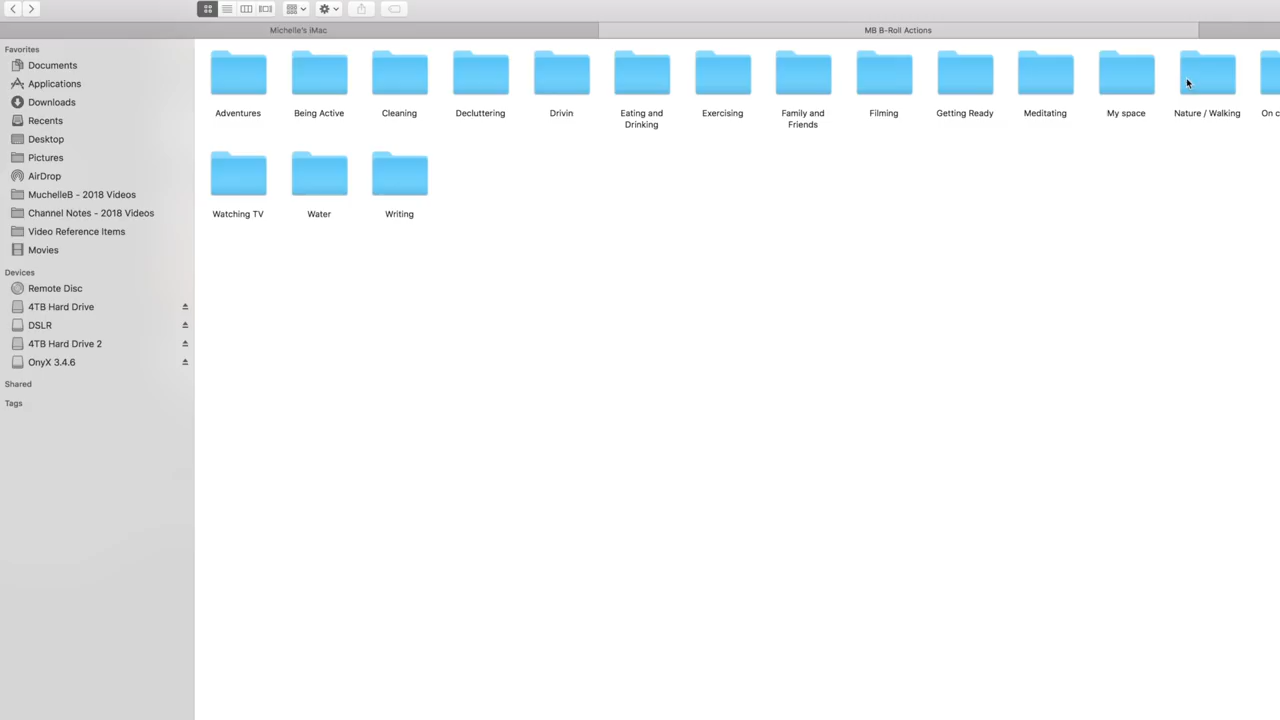 Michelle's iMac
MB B-Roll Actions
Favorites
Documents
Applications
Downloads
Recents
Desktop
Pictures
AirDrop
MuchelleB - 2018 Videos
Channel Notes - 2018 Videos
Video Reference Items
Movies
Devices
Remote Disc
4TB Hard Drive
DSLR
4TB Hard Drive 2
OnyX 3.4.6
Shared
Tags
Adventures
Being Active
Cleaning
Decluttering
Drivin
Eating and
Drinking
Exercising
Family and
Friends
Filming
Getting Ready
Meditating
My space
Nature / Walking
On c
Watching TV
Water
Writing